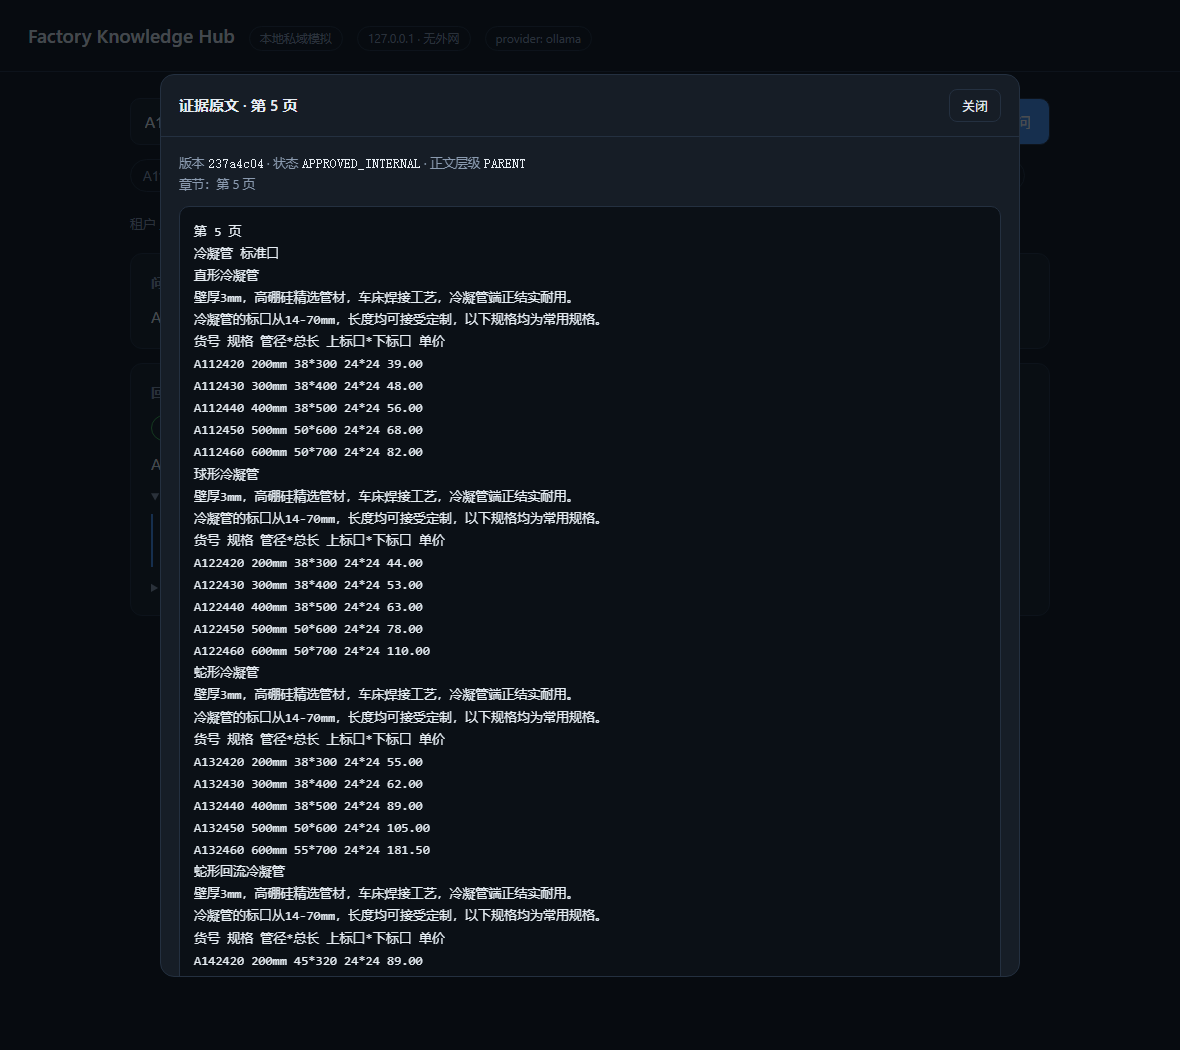 Factory Knowledge Hub 本地私域模拟 127.0.0.1 · 无外网 provider: ollama
证据原文 · 第 5 页 关闭
版本 237a4c04 · 状态 APPROVED_INTERNAL · 正文层级 PARENT
章节：第 5 页
第 5 页
冷凝管 标准口
直形冷凝管
壁厚3mm，高硼硅精选管材，车床焊接工艺，冷凝管端正结实耐用。
冷凝管的标口从14-70mm，长度均可接受定制，以下规格均为常用规格。
货号 规格 管径*总长 上标口*下标口 单价
A112420 200mm 38*300 24*24 39.00
A112430 300mm 38*400 24*24 48.00
A112440 400mm 38*500 24*24 56.00
A112450 500mm 50*600 24*24 68.00
A112460 600mm 50*700 24*24 82.00
球形冷凝管
壁厚3mm，高硼硅精选管材，车床焊接工艺，冷凝管端正结实耐用。
冷凝管的标口从14-70mm，长度均可接受定制，以下规格均为常用规格。
货号 规格 管径*总长 上标口*下标口 单价
A122420 200mm 38*300 24*24 44.00
A122430 300mm 38*400 24*24 53.00
A122440 400mm 38*500 24*24 63.00
A122450 500mm 50*600 24*24 78.00
A122460 600mm 50*700 24*24 110.00
蛇形冷凝管
壁厚3mm，高硼硅精选管材，车床焊接工艺，冷凝管端正结实耐用。
冷凝管的标口从14-70mm，长度均可接受定制，以下规格均为常用规格。
货号 规格 管径*总长 上标口*下标口 单价
A132420 200mm 38*300 24*24 55.00
A132430 300mm 38*400 24*24 62.00
A132440 400mm 38*500 24*24 89.00
A132450 500mm 50*600 24*24 105.00
A132460 600mm 55*700 24*24 181.50
蛇形回流冷凝管
壁厚3mm，高硼硅精选管材，车床焊接工艺，冷凝管端正结实耐用。
冷凝管的标口从14-70mm，长度均可接受定制，以下规格均为常用规格。
货号 规格 管径*总长 上标口*下标口 单价
A142420 200mm 45*320 24*24 89.00
租户